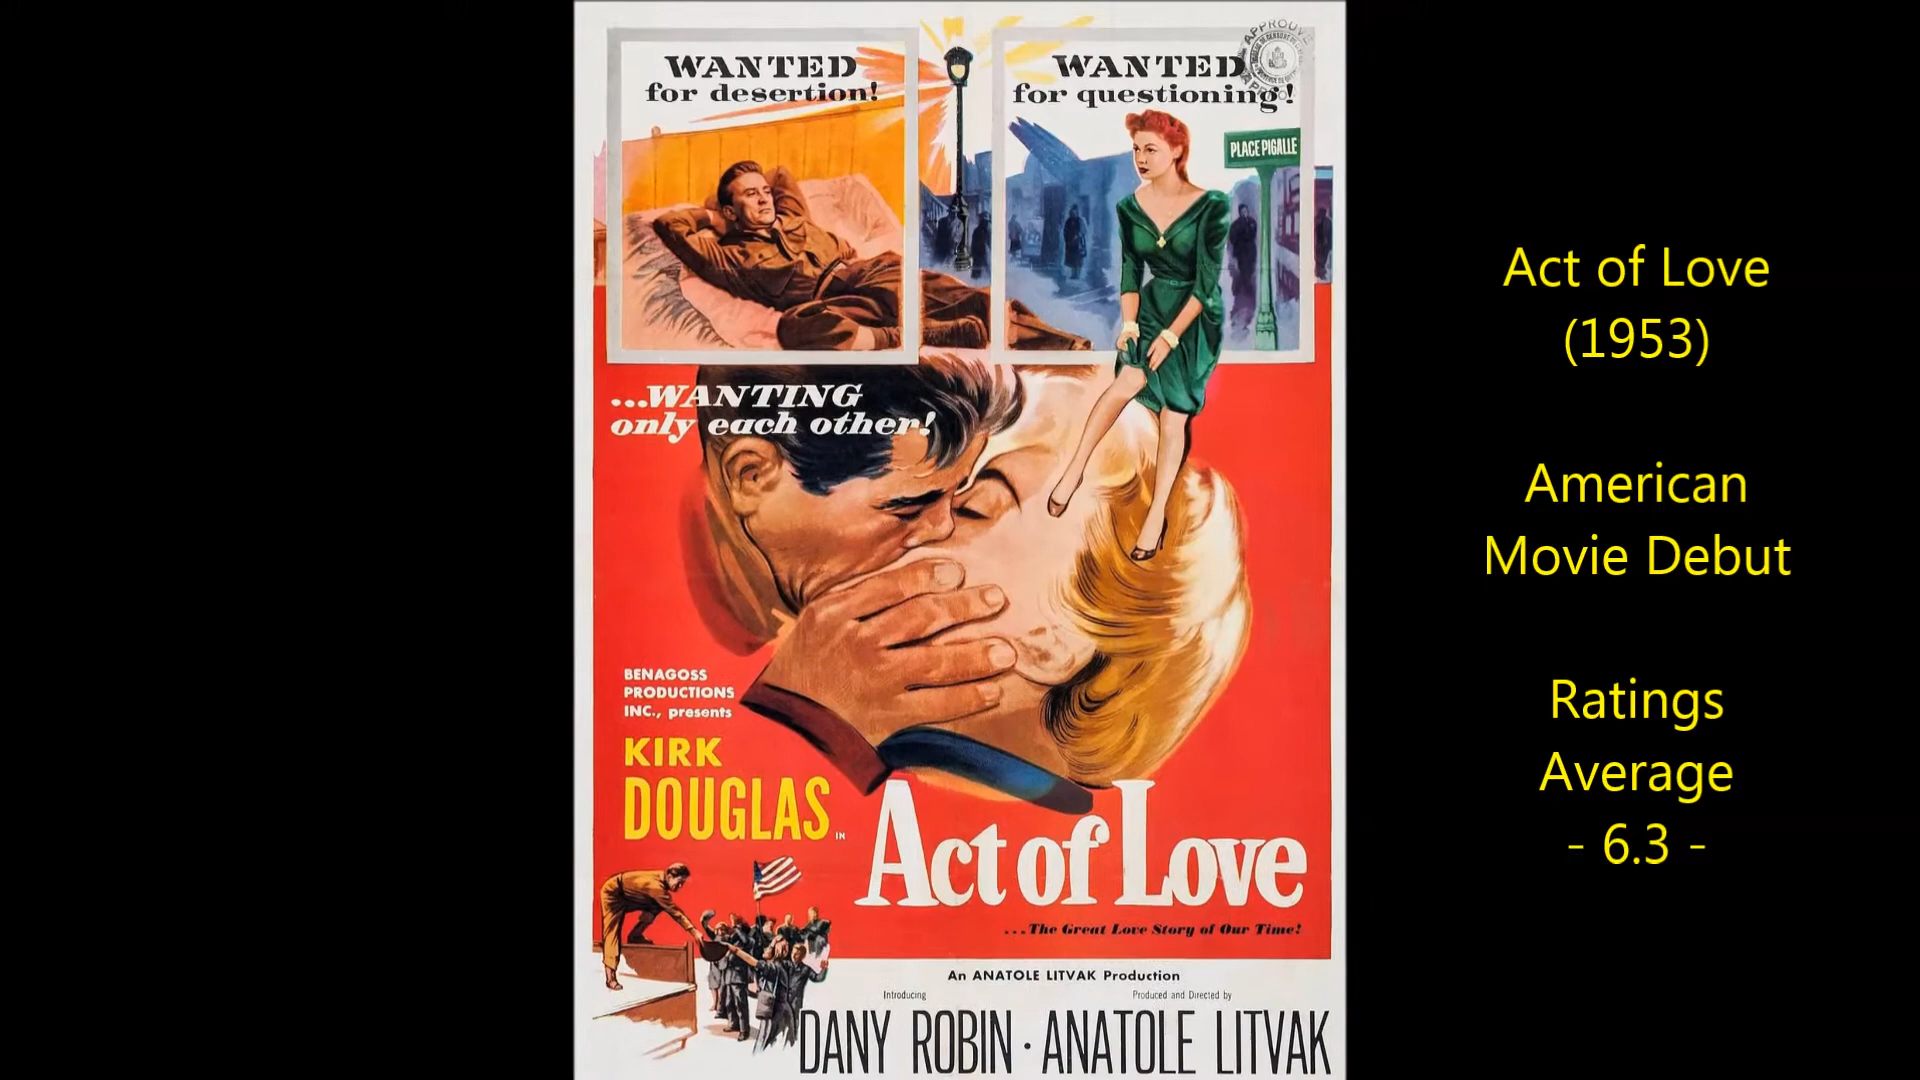 WANTED
for desertion!
WANTED
for questioning!
APPROUVÉ
PLACE PIGALLE
...WANTING
only each other!
BENAGOSS
PRODUCTIONS
INC., presents
KIRK
DOUGLAS
IN
Act of Love
...The Great Love Story of Our Time!
An ANATOLE LITVAK Production
Introducing
Produced and Directed by
DANY ROBIN · ANATOLE LITVAK
Act of Love
(1953)
American
Movie Debut
Ratings
Average
- 6.3 -